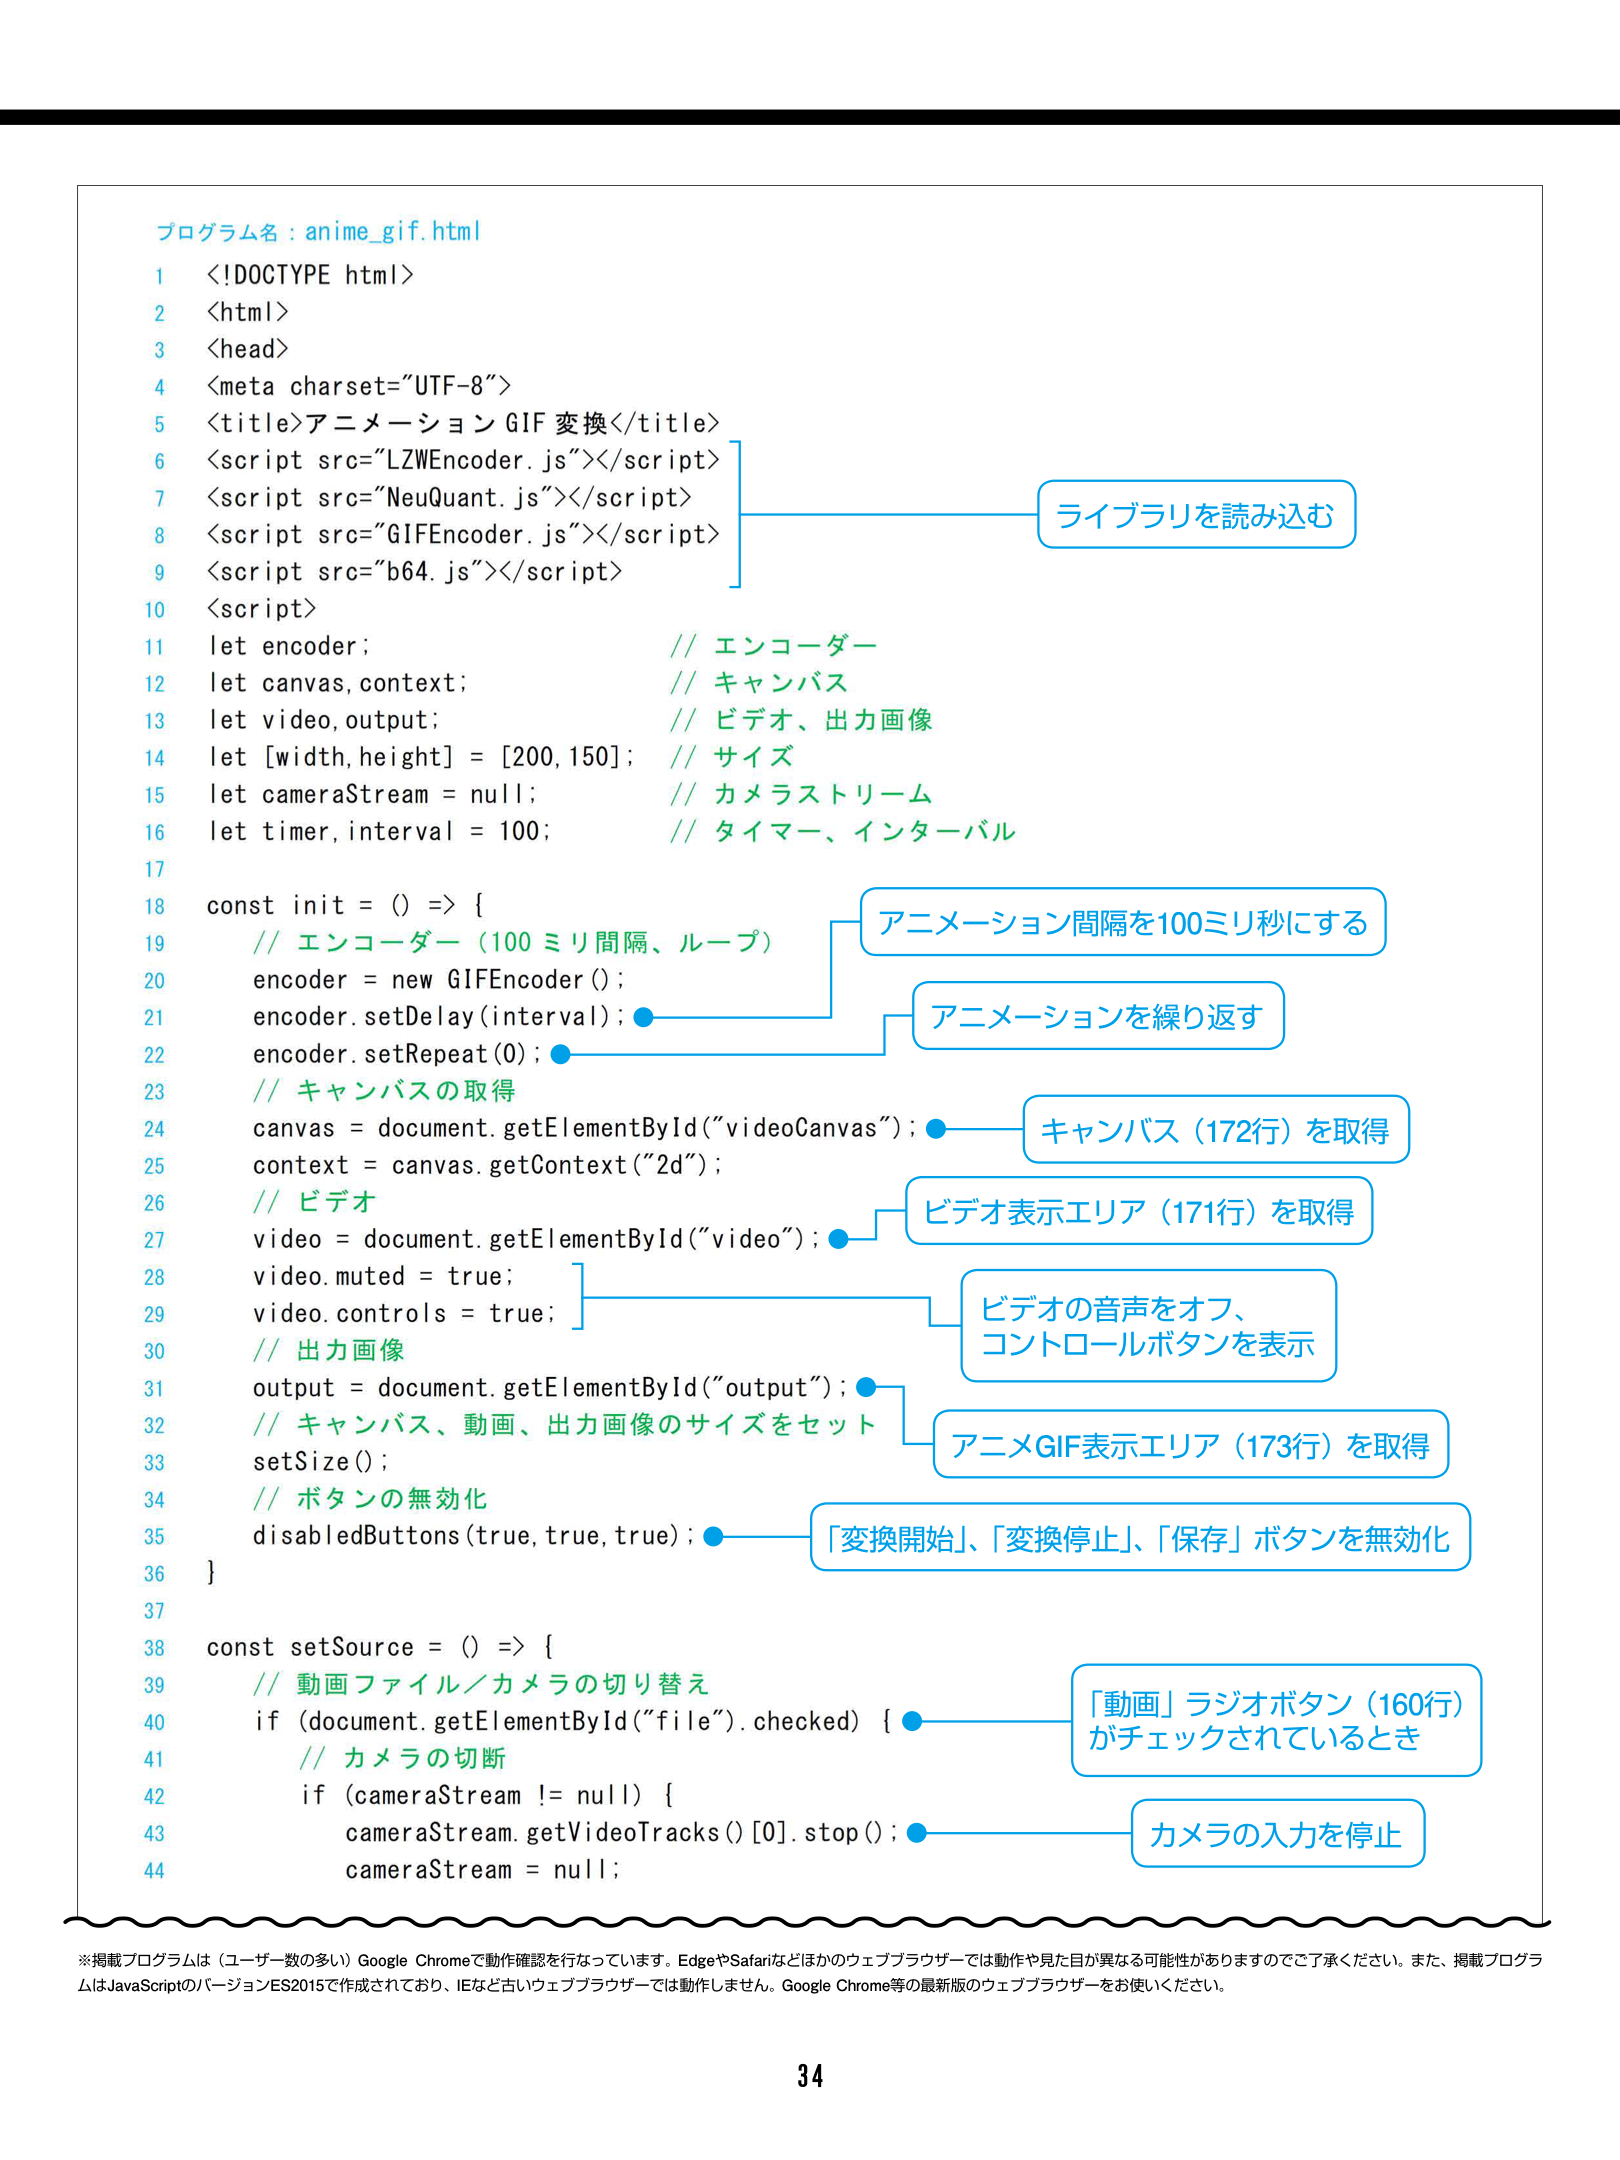 プログラム名：anime_gif.html
1 <!DOCTYPE html>
2 <html>
3 <head>
4 <meta charset="UTF-8">
5 <title>アニメーション GIF 変換</title>
6 <script src="LZWEncoder.js"></script>
7 <script src="NeuQuant.js"></script>
ライブラリを読み込む
8 <script src="GIFEncoder.js"></script>
9 <script src="b64.js"></script>
10 <script>
11 let encoder; // エンコーダー
12 let canvas,context; // キャンバス
13 let video,output; // ビデオ、出力画像
14 let [width,height] = [200,150]; // サイズ
15 let cameraStream = null; // カメラストリーム
16 let timer,interval = 100; // タイマー、インターバル
17
18 const init = () => {
アニメーション間隔を100ミリ秒にする
19 // エンコーダー（100 ミリ間隔、ループ）
20 encoder = new GIFEncoder();
21 encoder.setDelay(interval);
アニメーションを繰り返す
22 encoder.setRepeat(0);
23 // キャンバスの取得
24 canvas = document.getElementById("videoCanvas");
キャンバス（172行）を取得
25 context = canvas.getContext("2d");
26 // ビデオ
ビデオ表示エリア（171行）を取得
27 video = document.getElementById("video");
28 video.muted = true;
29 video.controls = true;
ビデオの音声をオフ、
コントロールボタンを表示
30 // 出力画像
31 output = document.getElementById("output");
32 // キャンバス、動画、出力画像のサイズをセット
アニメGIF表示エリア（173行）を取得
33 setSize();
34 // ボタンの無効化
35 disabledButtons(true,true,true);
「変換開始」、「変換停止」、「保存」ボタンを無効化
36 }
37
38 const setSource = () => {
39 // 動画ファイル／カメラの切り替え
40 if (document.getElementById("file").checked) {
「動画」ラジオボタン（160行）
がチェックされているとき
41 // カメラの切断
42 if (cameraStream != null) {
43 cameraStream.getVideoTracks()[0].stop();
カメラの入力を停止
44 cameraStream = null;
※掲載プログラムは（ユーザー数の多い）Google Chromeで動作確認を行なっています。EdgeやSafariなどほかのウェブブラウザーでは動作や見た目が異なる可能性がありますのでご了承ください。また、掲載プログラ
ムはJavaScriptのバージョンES2015で作成されており、IEなど古いウェブブラウザーでは動作しません。Google Chrome等の最新版のウェブブラウザーをお使いください。
34